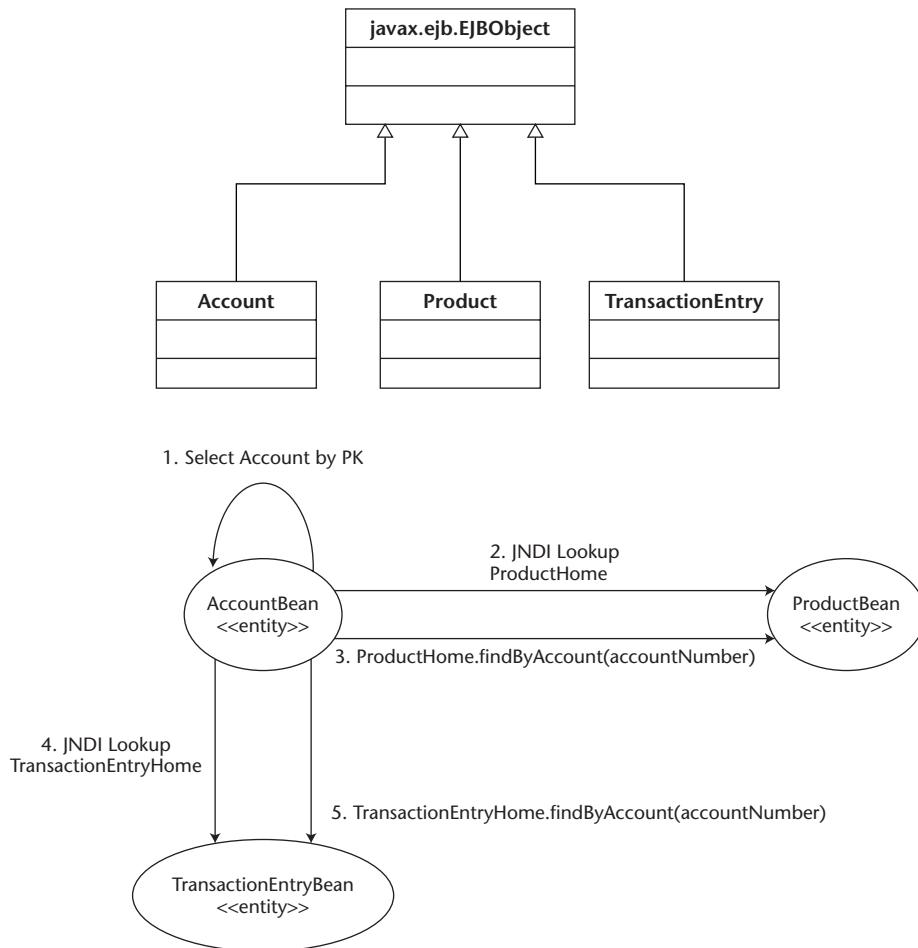 javax.ejb.EJBObject
Account
Product
TransactionEntry
1. Select Account by PK
2. JNDI Lookup
ProductHome
AccountBean
<<entity>>
ProductBean
<<entity>>
3. ProductHome.findByAccount(accountNumber)
4. JNDI Lookup
TransactionEntryHome
5. TransactionEntryHome.findByAccount(accountNumber)
TransactionEntryBean
<<entity>>